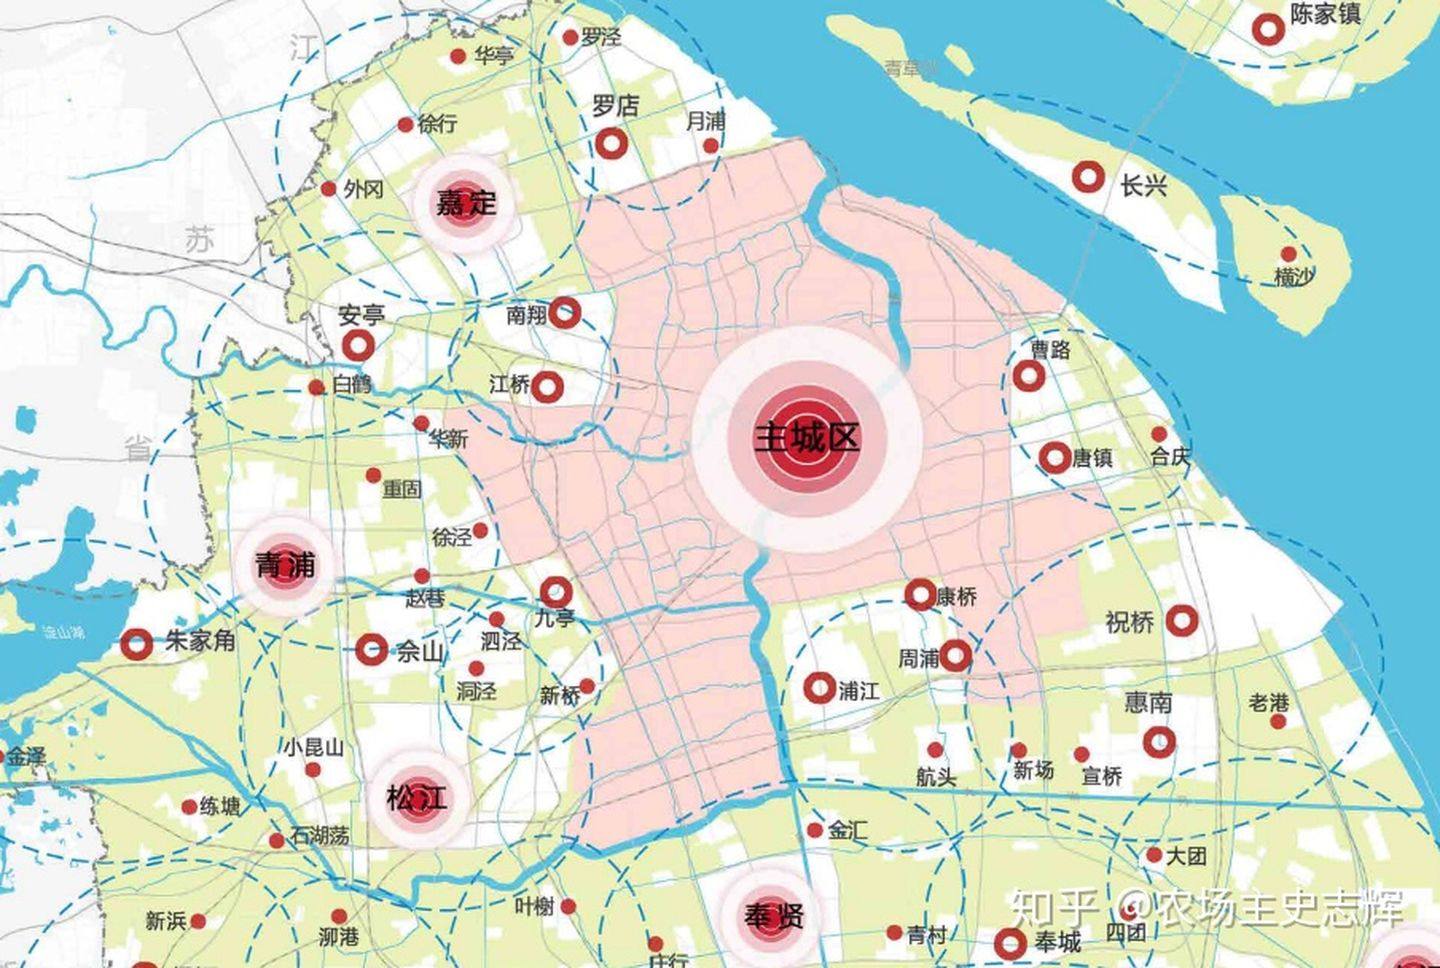 陈家镇
江
华亭
罗泾
青草沙
罗店
徐行
月浦
外冈
长兴
嘉定
苏
横沙
安亭
南翔
曹路
白鹤
江桥
省
华新
主城区
唐镇
合庆
重固
徐泾
青浦
赵巷
九亭
康桥
祝桥
淀山湖
朱家角
佘山
泗泾
周浦
洞泾
新桥
浦江
惠南
老港
金泽
小昆山
航头
新场
宣桥
松江
练塘
石湖荡
金汇
大团
新浜
泖港
叶榭
奉贤
青村
奉城
四团
庄行
知乎 @农场主史志辉